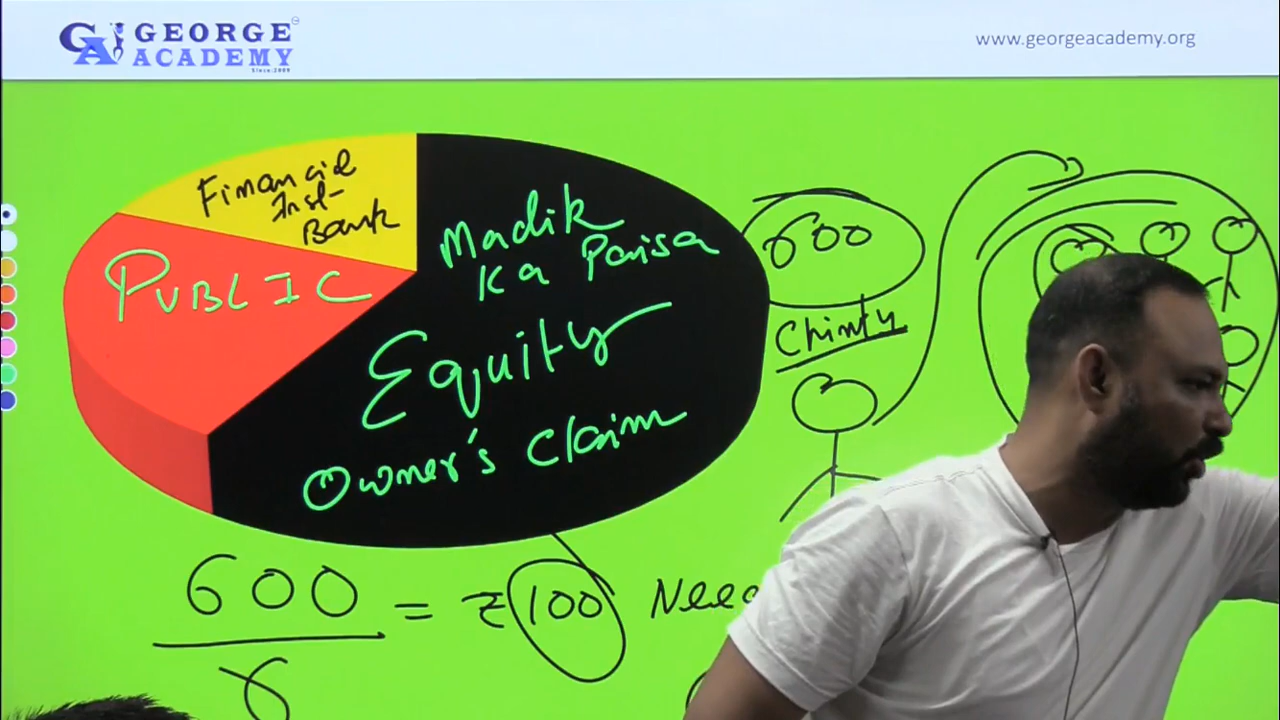 GEORGE
ACADEMY
Since:2009
www.georgeacademy.org
Financial
Inst-
Bank
PUBLIC
Madik
Ka Paisa
Equity
Owner's Claim
600
Chinty
600
= ₹100
6